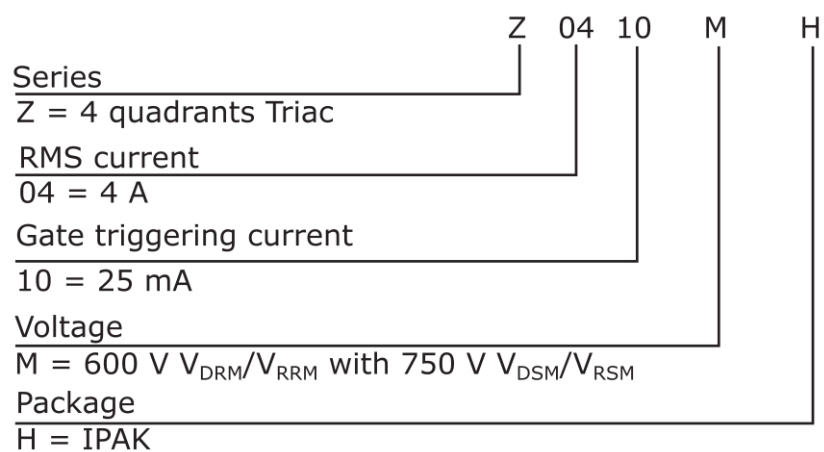 Z 04 10 M H
Series
Z = 4 quadrants Triac
RMS current
04 = 4 A
Gate triggering current
10 = 25 mA
Voltage
M = 600 V VDRM/VRRM with 750 V VDSM/VRSM
Package
H = IPAK